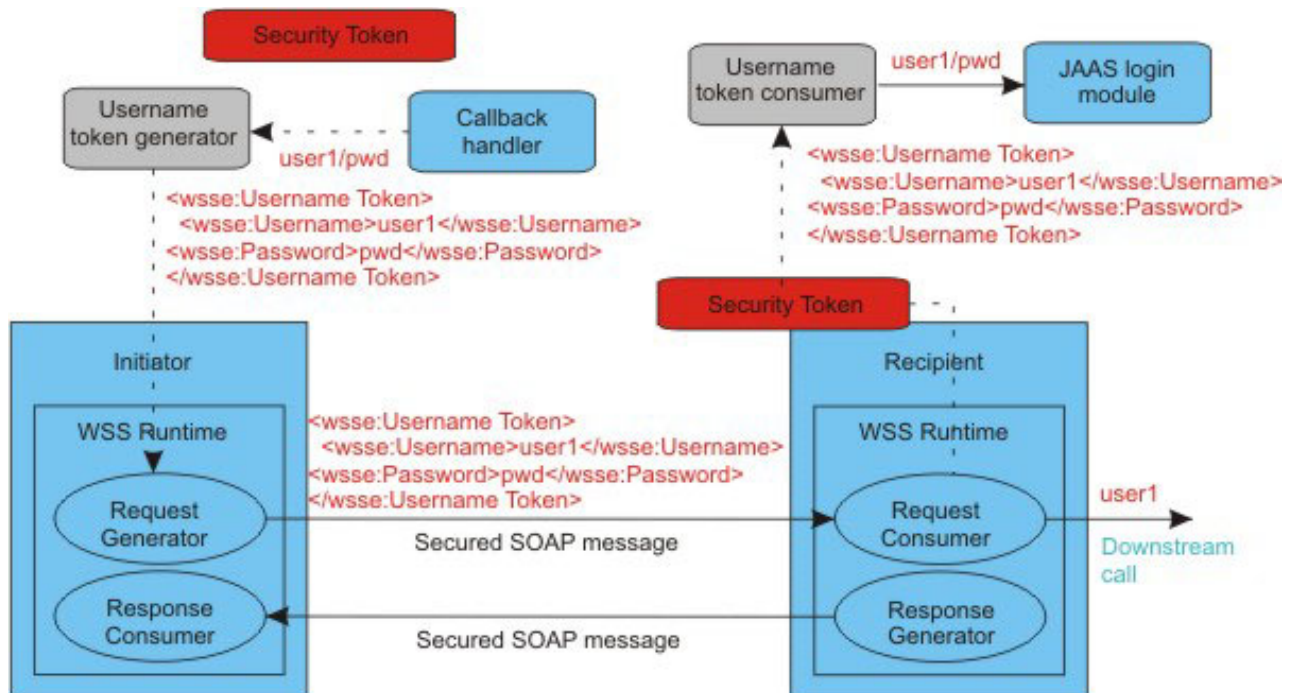 Security Token
Username
token generator
Callback
handler
user1/pwd
<wsse:Username Token>
<wsse:Username>user1</wsse:Username>
<wsse:Password>pwd</wsse:Password>
</wsse:Username Token>
Username
token consumer
user1/pwd
JAAS login
module
<wsse:Username Token>
<wsse:Username>user1</wsse:Username>
<wsse:Password>pwd</wsse:Password>
</wsse:Username Token>
Security Token
Initiator
WSS Runtime
Request
Generator
Response
Consumer
<wsse:Username Token>
<wsse:Username>user1</wsse:Username>
<wsse:Password>pwd</wsse:Password>
</wsse:Username Token>
Secured SOAP message
Secured SOAP message
Recipient
WSS Runtime
Request
Consumer
Response
Generator
user1
Downstream
call